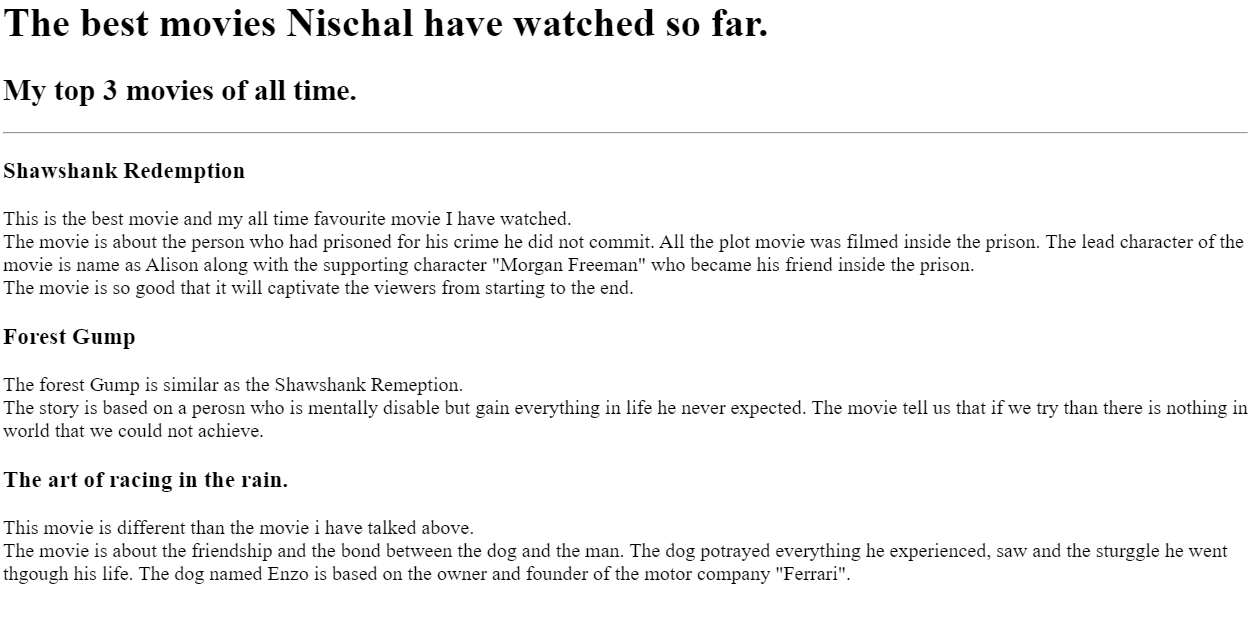 The best movies Nischal have watched so far.
My top 3 movies of all time.
Shawshank Redemption
This is the best movie and my all time favourite movie I have watched.
The movie is about the person who had prisoned for his crime he did not commit. All the plot movie was filmed inside the prison. The lead character of the
movie is name as Alison along with the supporting character "Morgan Freeman" who became his friend inside the prison.
The movie is so good that it will captivate the viewers from starting to the end.
Forest Gump
The forest Gump is similar as the Shawshank Remeption.
The story is based on a perosn who is mentally disable but gain everything in life he never expected. The movie tell us that if we try than there is nothing in
world that we could not achieve.
The art of racing in the rain.
This movie is different than the movie i have talked above.
The movie is about the friendship and the bond between the dog and the man. The dog potrayed everything he experienced, saw and the sturggle he went
thgough his life. The dog named Enzo is based on the owner and founder of the motor company "Ferrari".